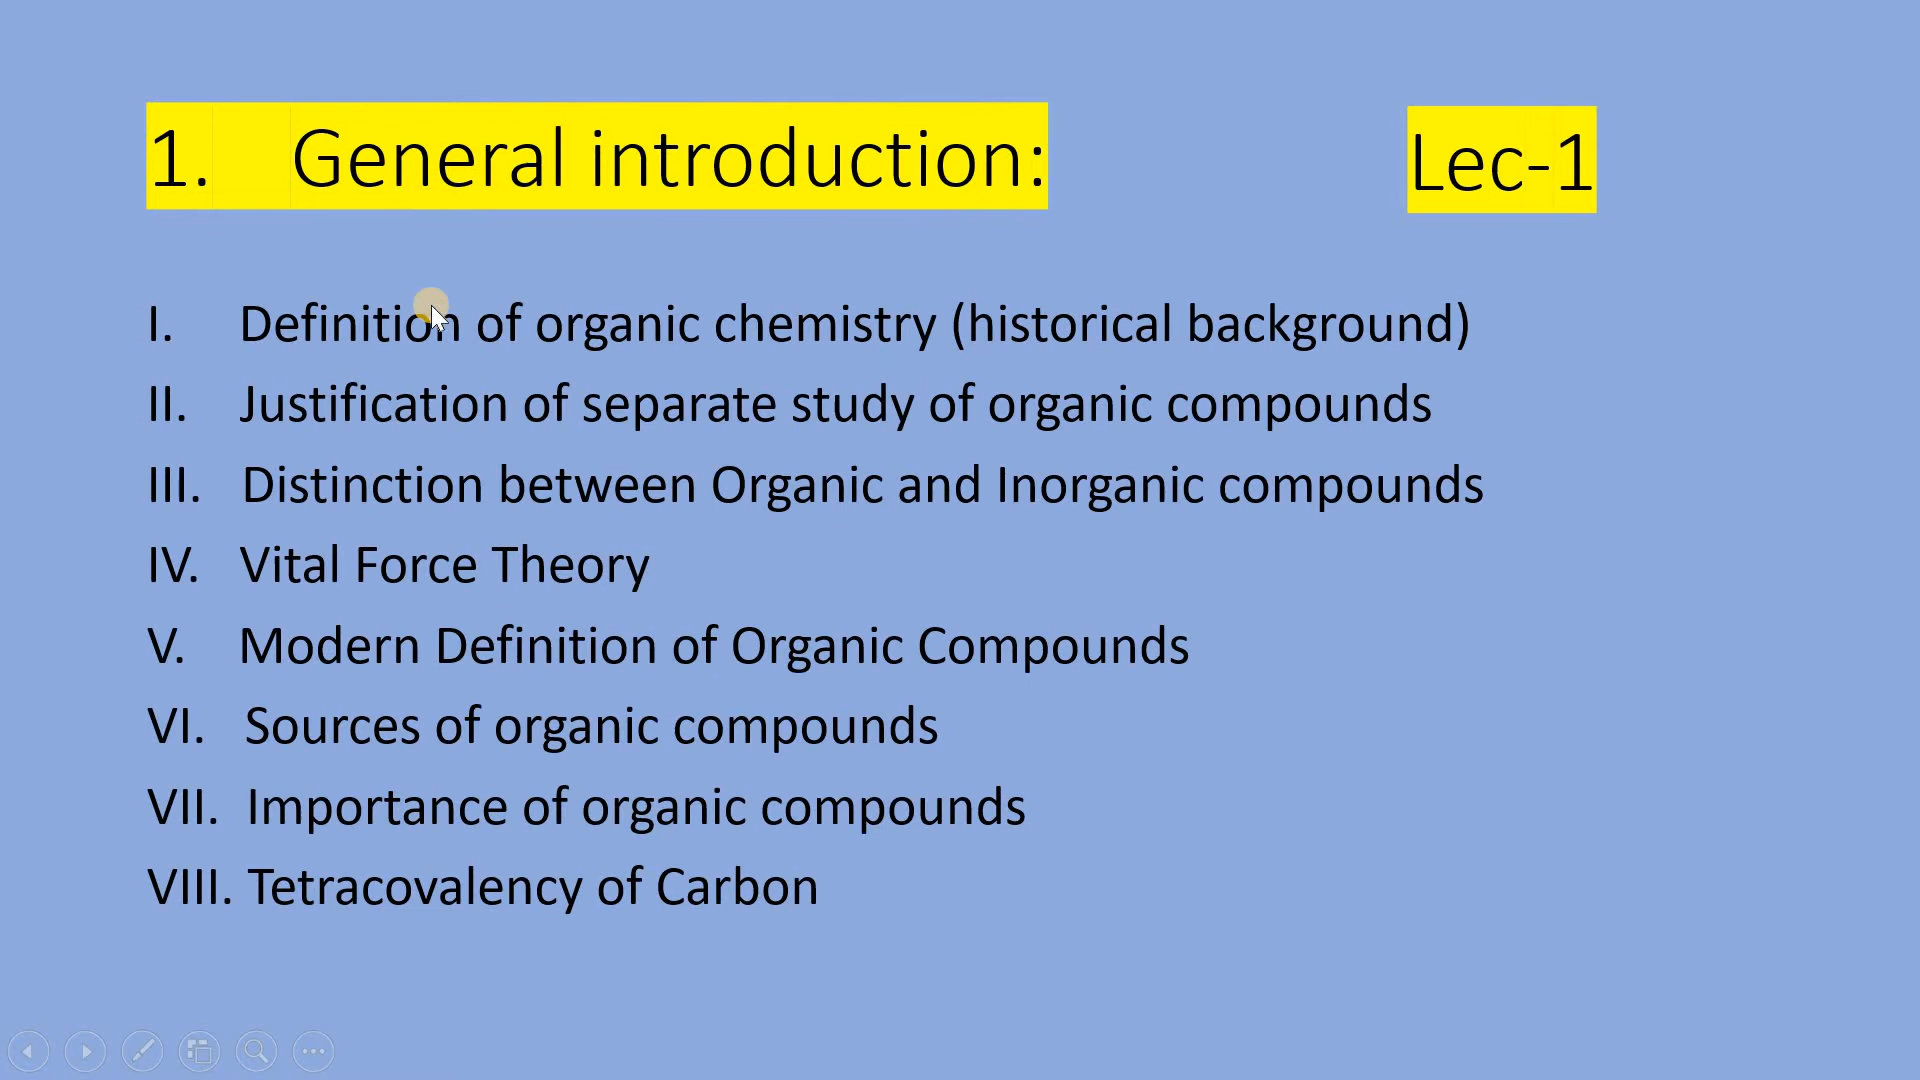 1. General introduction:
Lec-1
I. Definition of organic chemistry (historical background)
II. Justification of separate study of organic compounds
III. Distinction between Organic and Inorganic compounds
IV. Vital Force Theory
V. Modern Definition of Organic Compounds
VI. Sources of organic compounds
VII. Importance of organic compounds
VIII. Tetracovalency of Carbon